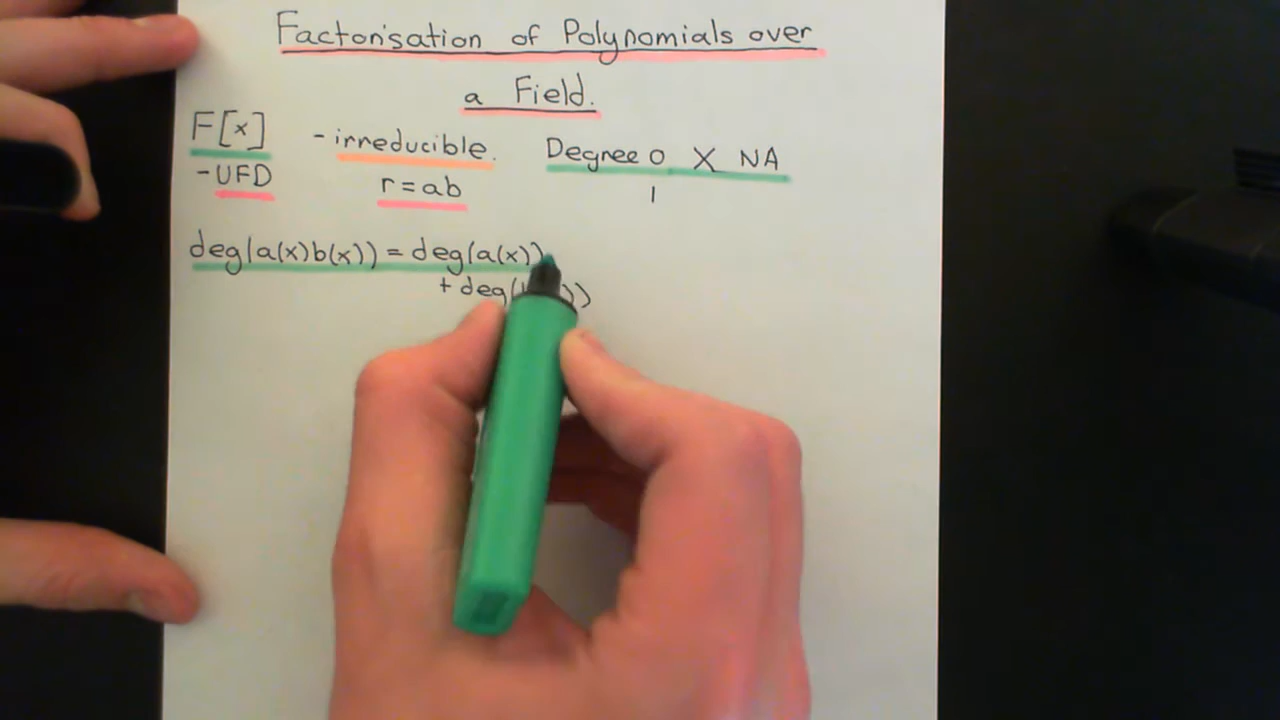 Factorisation of Polynomials over
a Field.
F[x] - irreducible. Degree 0 X NA
- UFD r = ab 1
deg(a(x)b(x)) = deg(a(x))
+ deg( ))